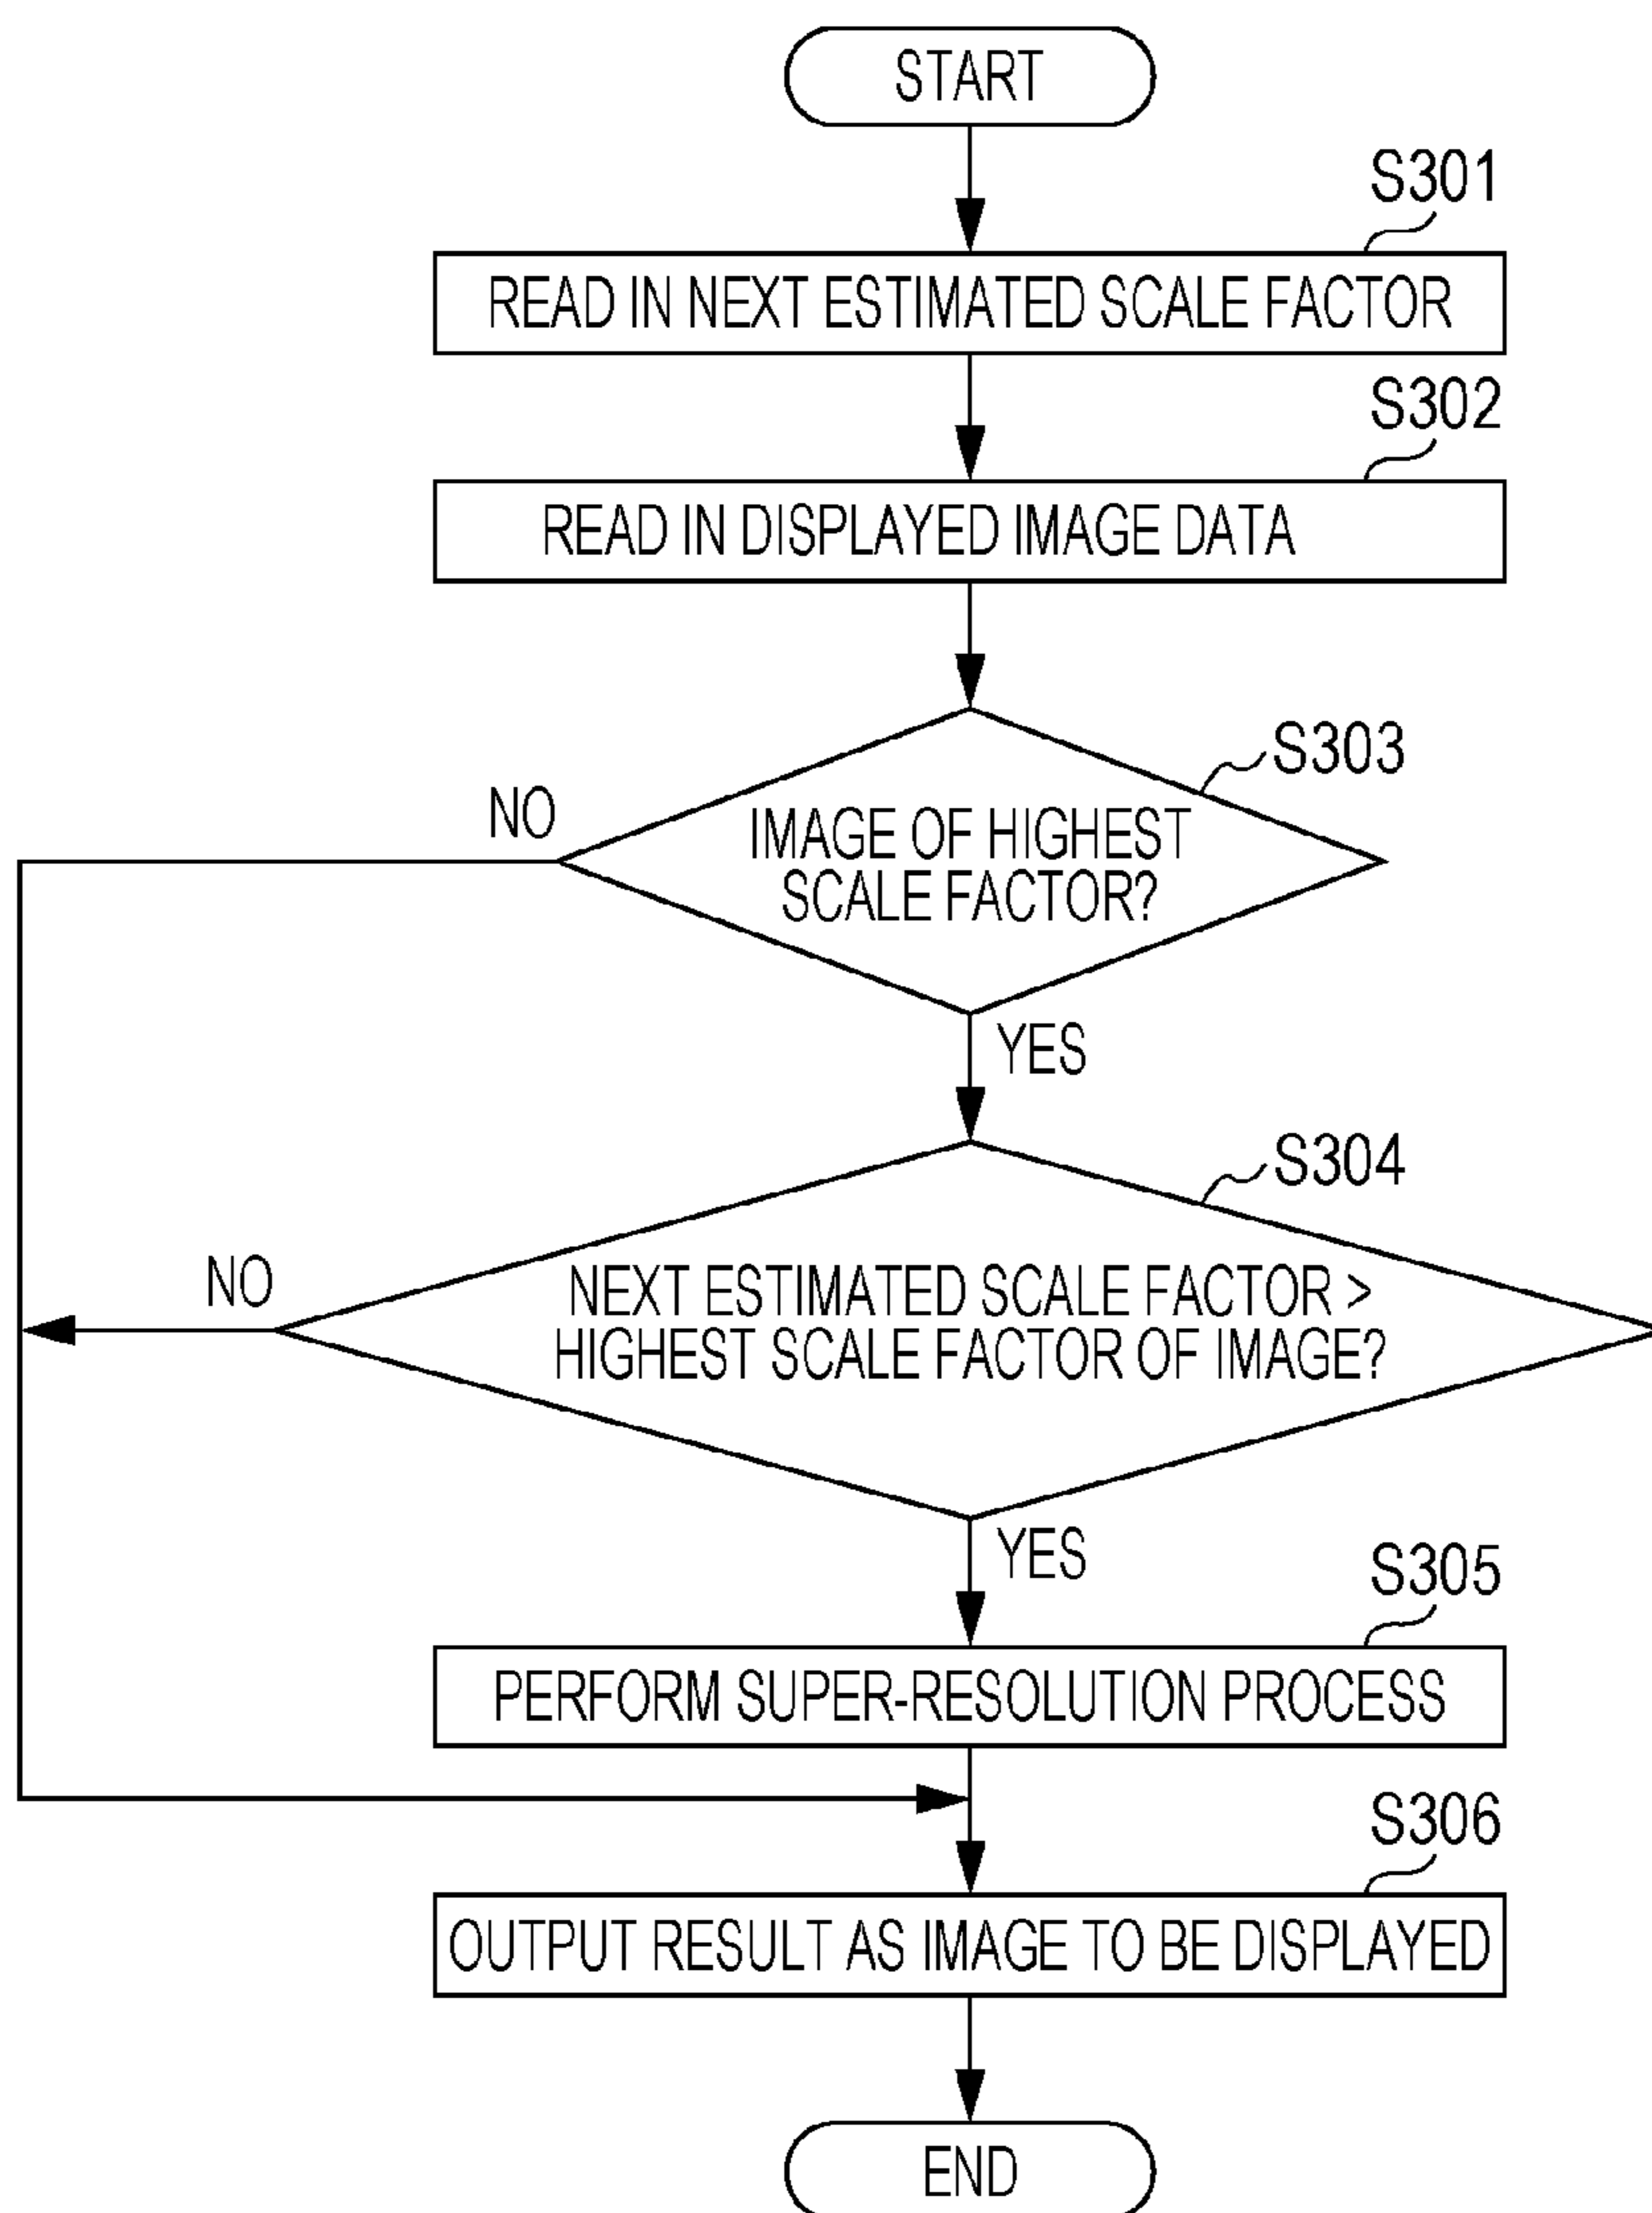 START
S301
READ IN NEXT ESTIMATED SCALE FACTOR
S302
READ IN DISPLAYED IMAGE DATA
S303
NO
IMAGE OF HIGHEST
SCALE FACTOR?
YES
S304
NO
NEXT ESTIMATED SCALE FACTOR >
HIGHEST SCALE FACTOR OF IMAGE?
YES
S305
PERFORM SUPER-RESOLUTION PROCESS
S306
OUTPUT RESULT AS IMAGE TO BE DISPLAYED
END